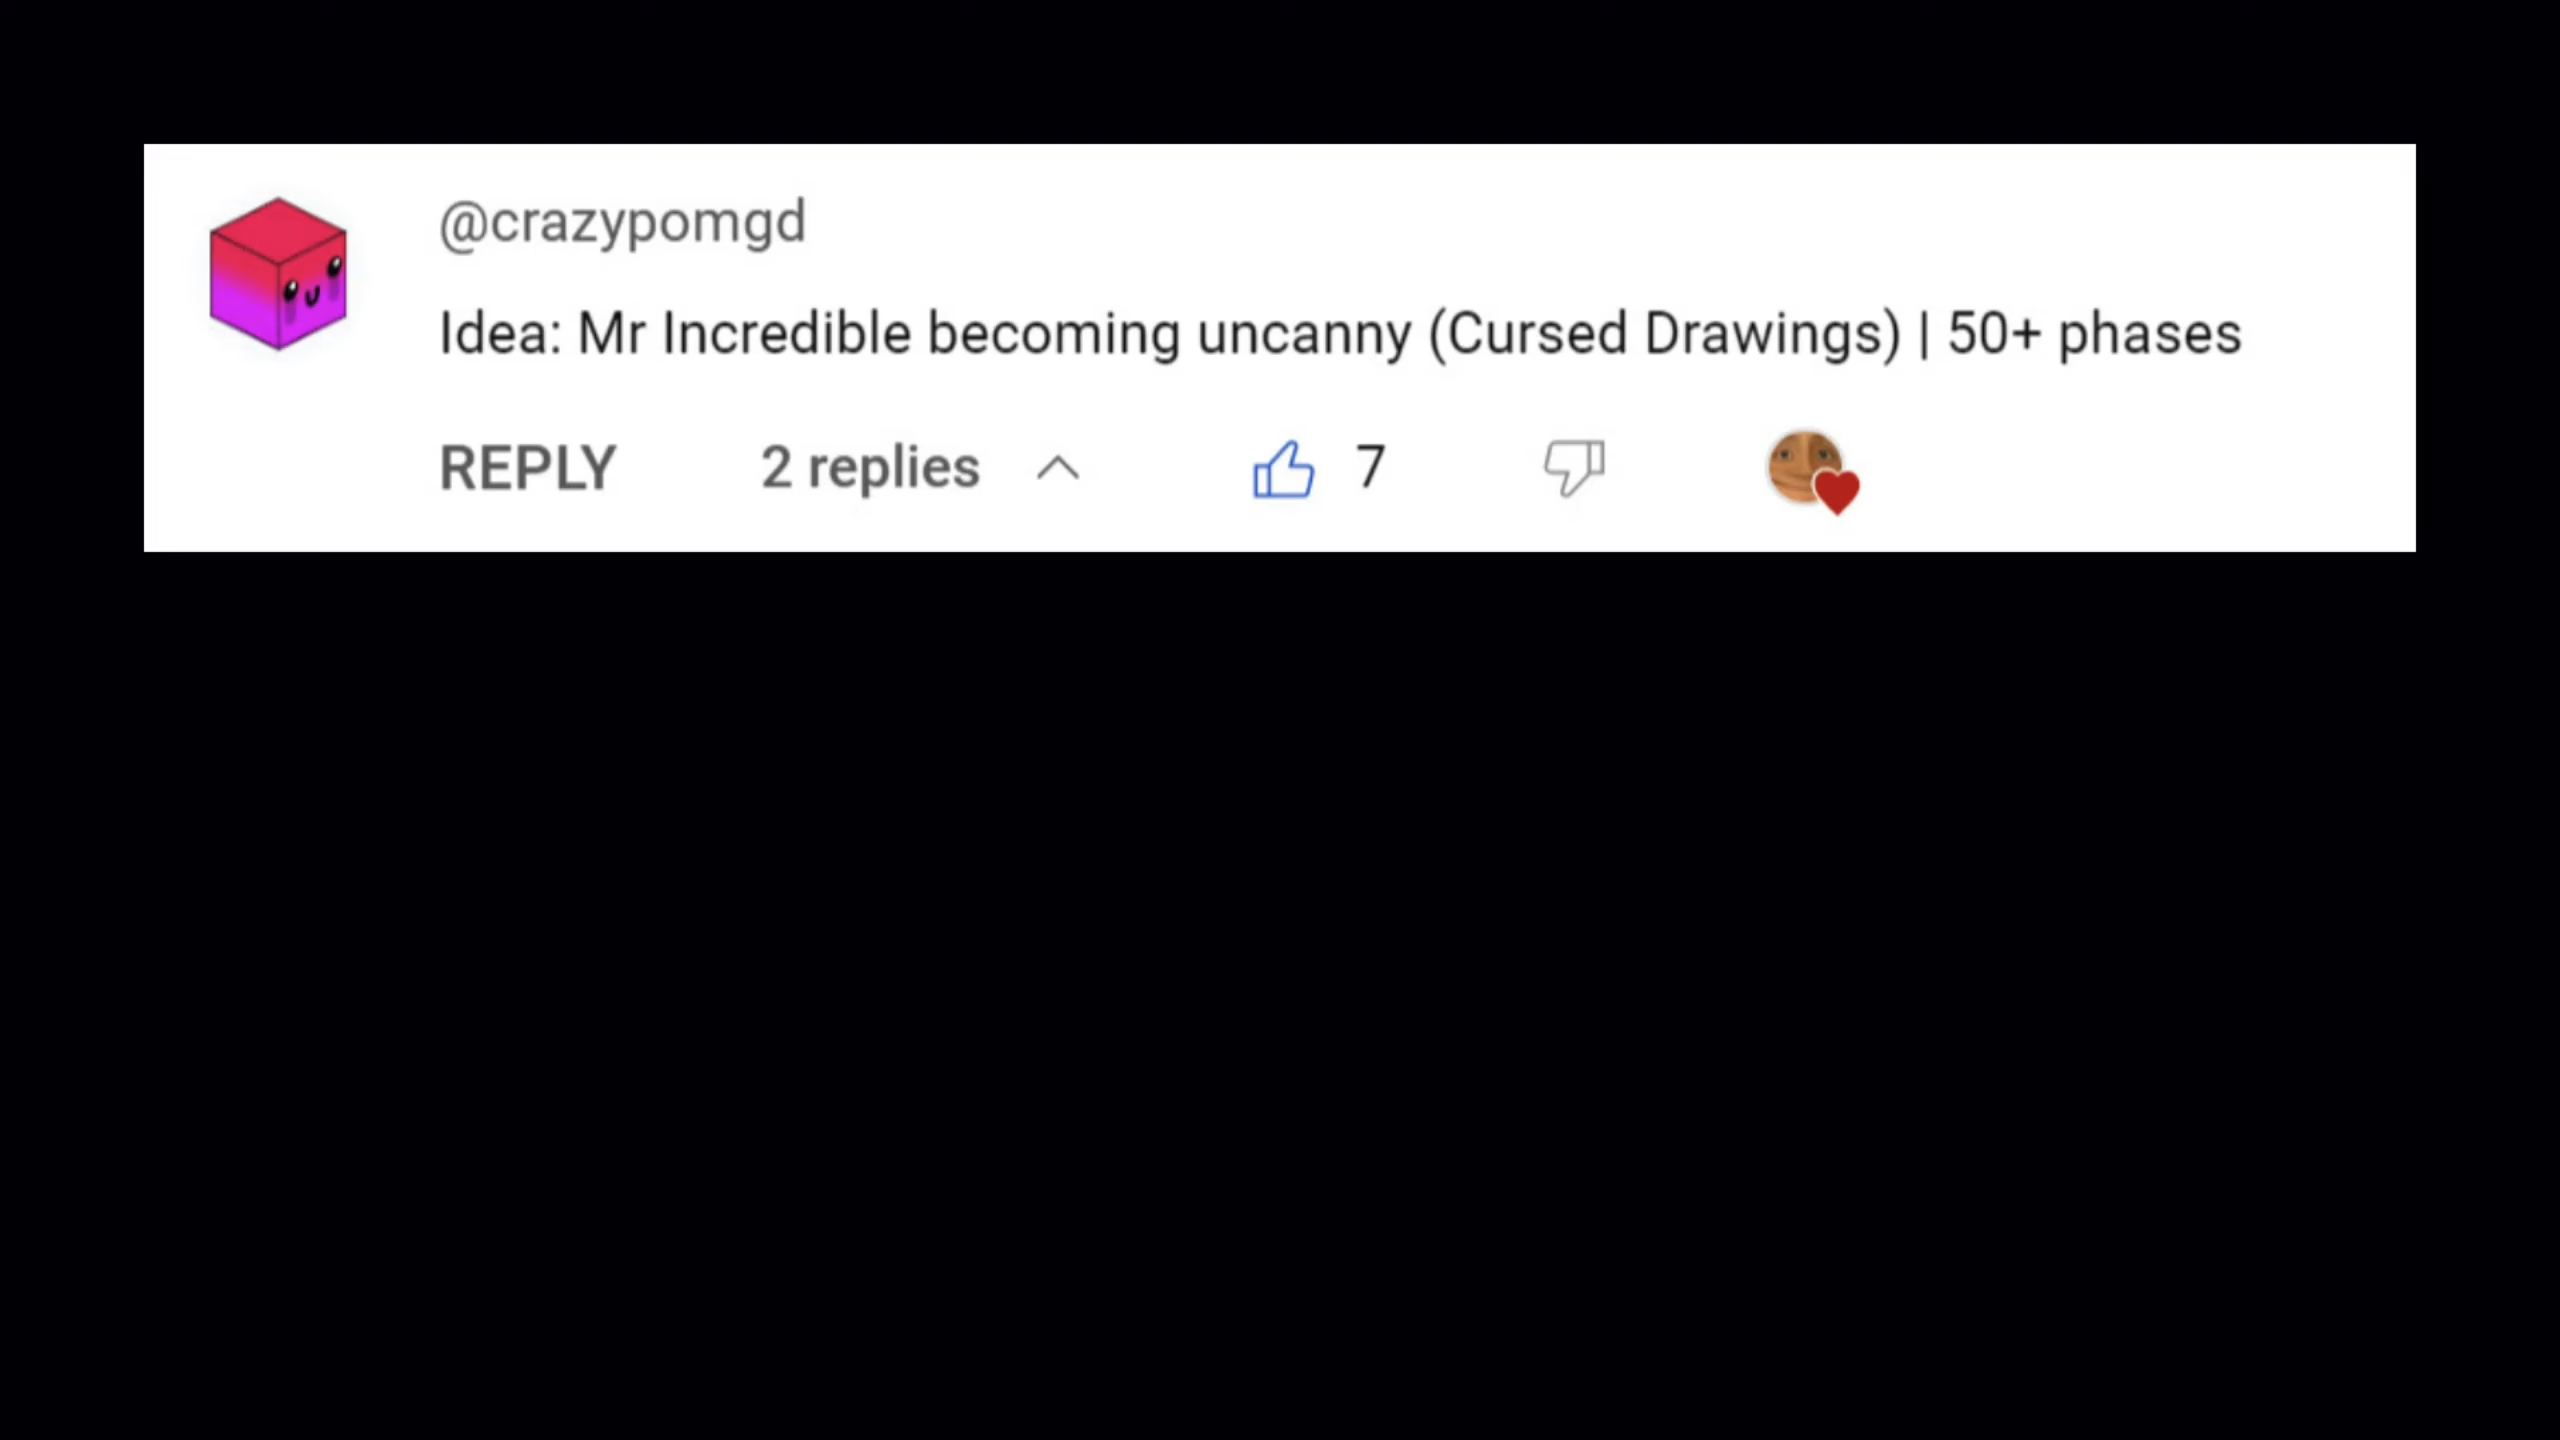 @crazypomgd
Idea: Mr Incredible becoming uncanny (Cursed Drawings) | 50+ phases
REPLY 2 replies 7